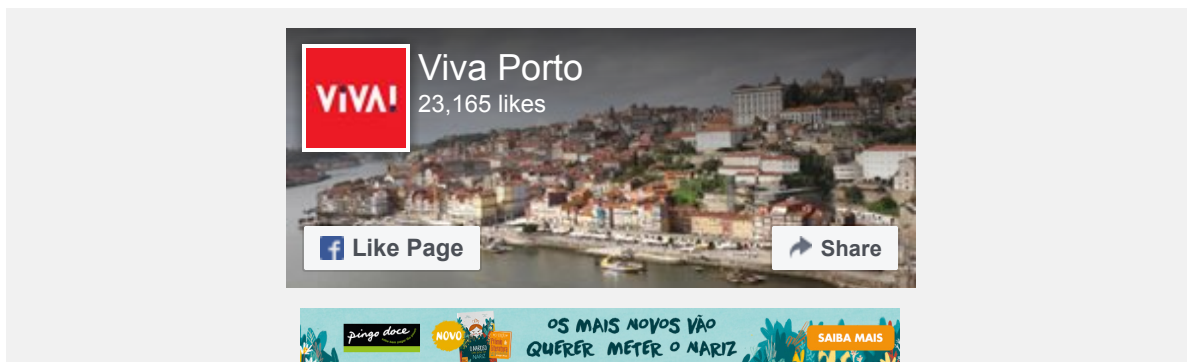 VIVA!
Viva Porto
23,165 likes
Like Page
Share
pingo doce
NOVO
OS MAIS NOVOS VÃO
QUERER METER O NARIZ
SAIBA MAIS